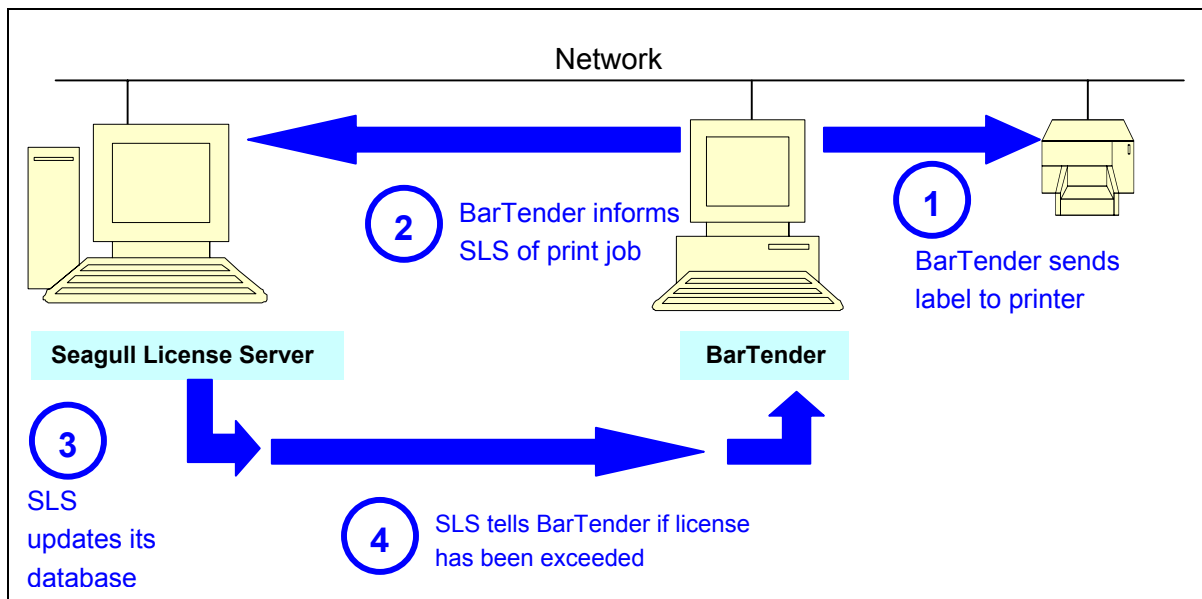 Network
1
BarTender sends
label to printer
2
BarTender informs
SLS of print job
Seagull License Server
BarTender
3
SLS
updates its
database
4
SLS tells BarTender if license
has been exceeded